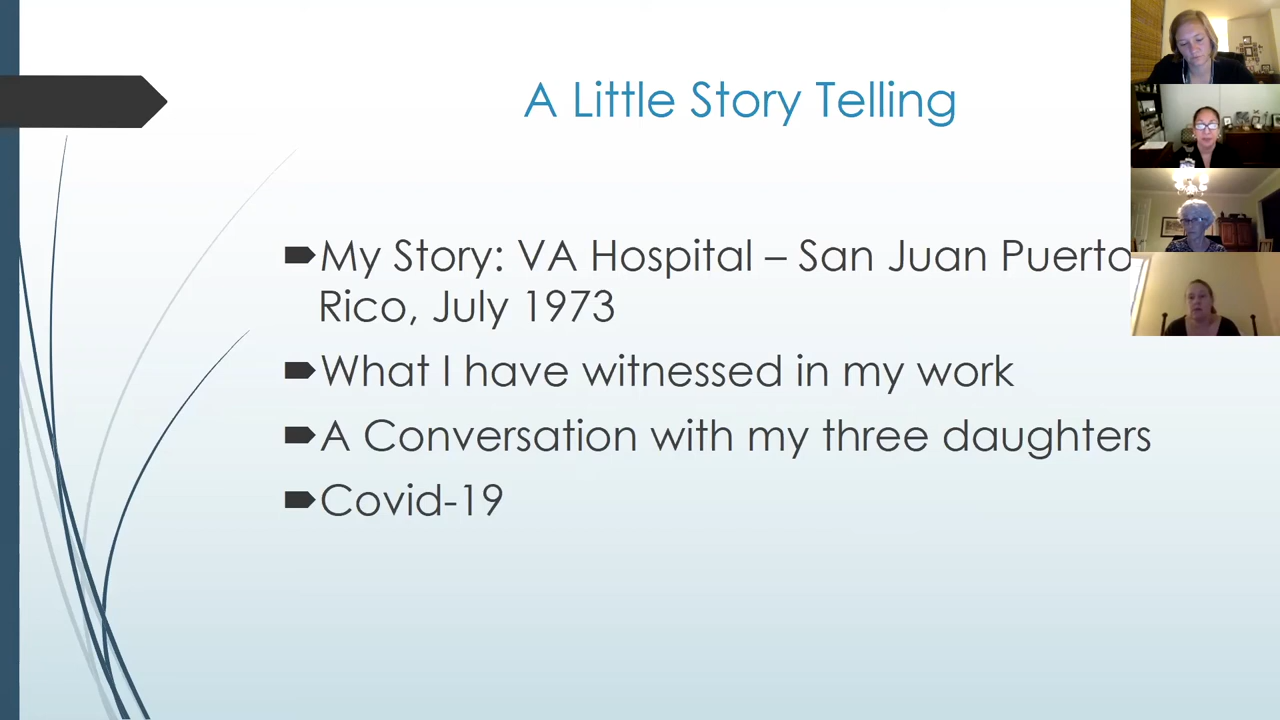 A Little Story Telling
My Story: VA Hospital – San Juan Puerto
Rico, July 1973
What I have witnessed in my work
A Conversation with my three daughters
Covid-19